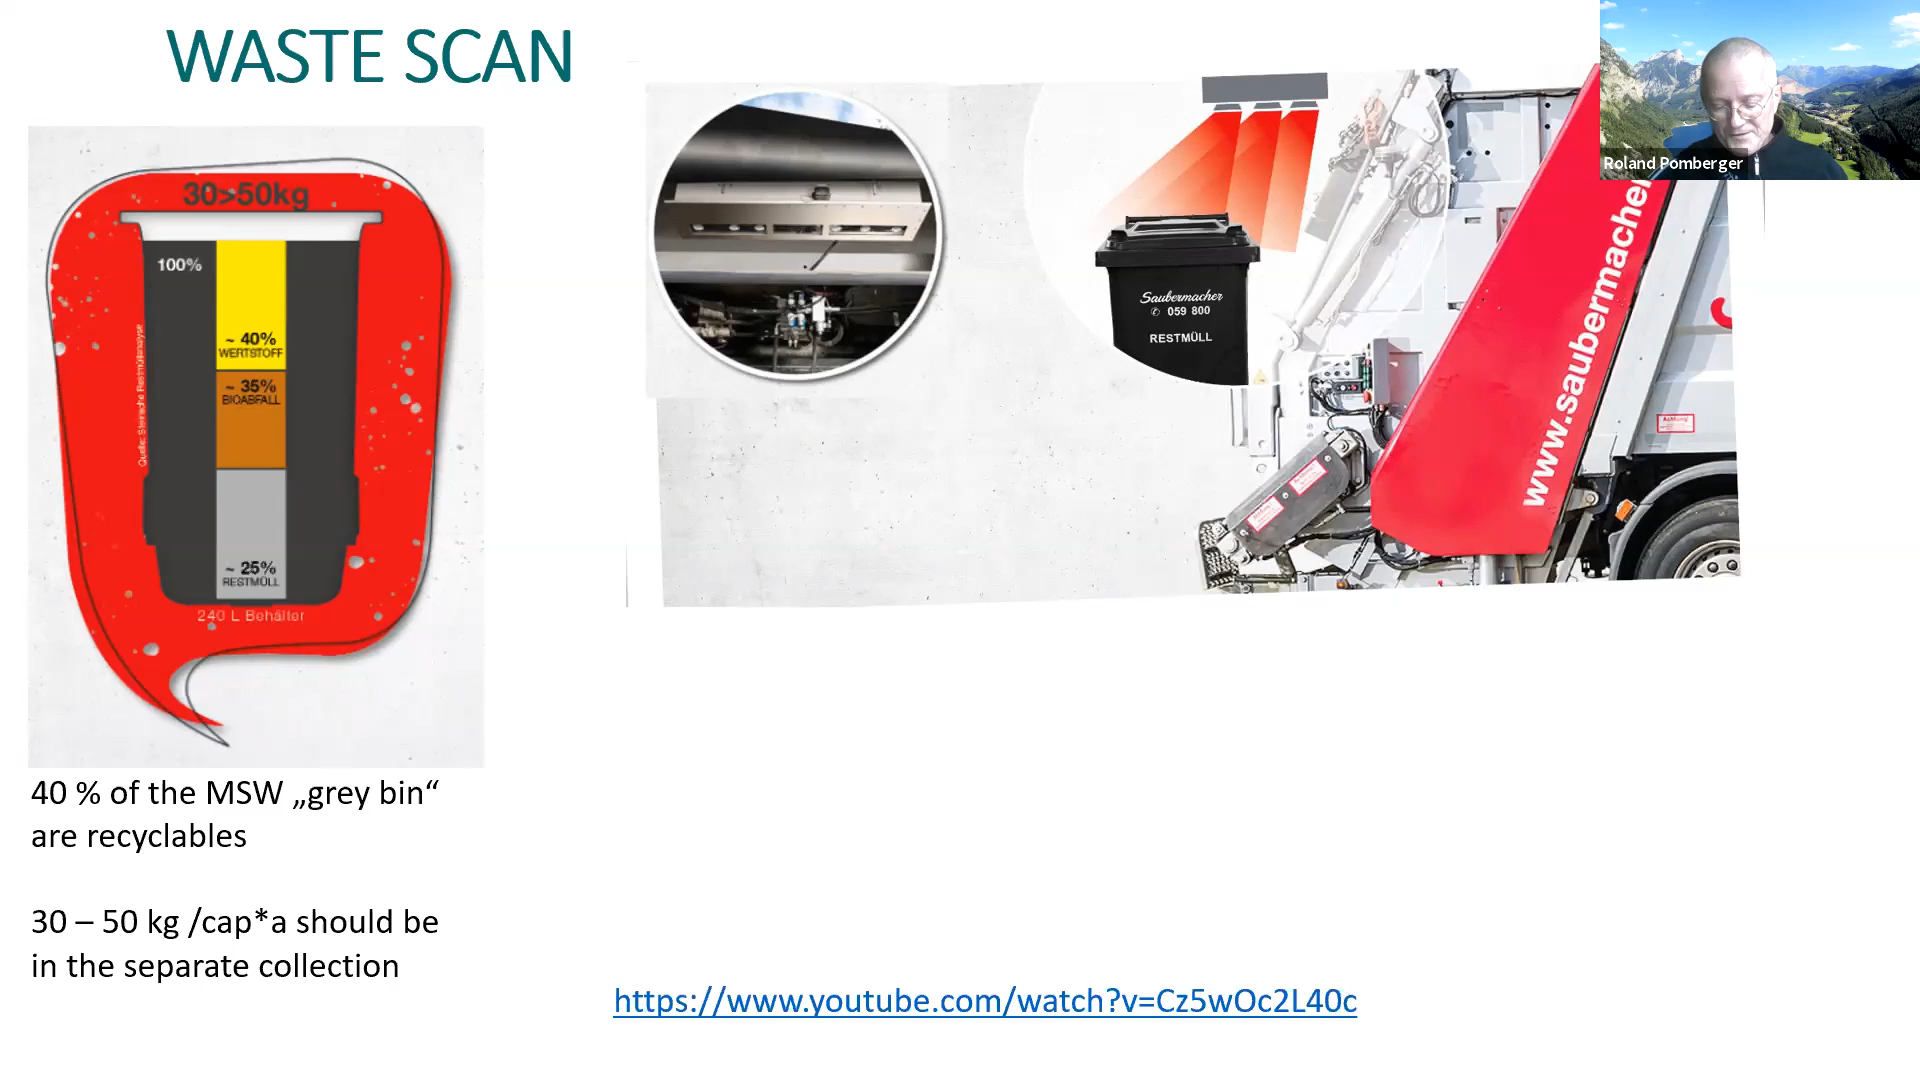 WASTE SCAN
30>50kg
100%
~ 40%
WERTSTOFF
~ 35%
BIOABFALL
~ 25%
RESTMÜLL
240 L Behälter
Quelle: Steirische Restmüllanalyse
40 % of the MSW „grey bin“
are recyclables
30 – 50 kg /cap*a should be
in the separate collection
Saubermacher
✆ 059 800
RESTMÜLL
www.saubermacher
Achtung
Roland Pomberger
https://www.youtube.com/watch?v=Cz5wOc2L40c